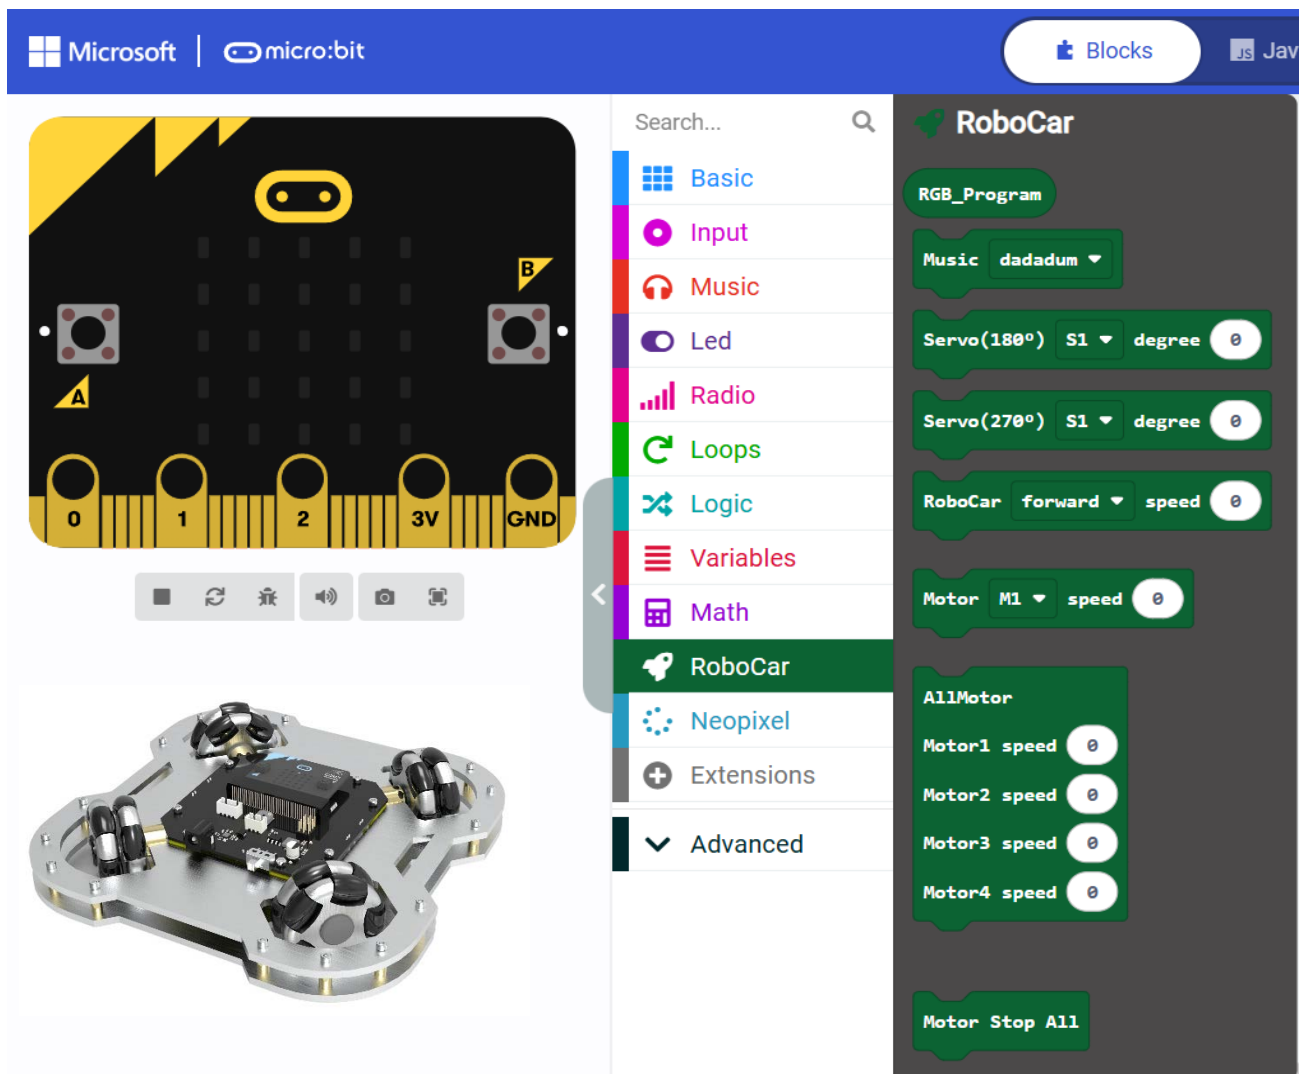 Microsoft
micro:bit
Blocks
JS Jav
B
A
0 1 2 3V GND
Search...
Basic
Input
Music
Led
Radio
Loops
Logic
Variables
Math
RoboCar
Neopixel
Extensions
Advanced
RoboCar
RGB_Program
Music dadadum
Servo(180º) S1 degree 0
Servo(270º) S1 degree 0
RoboCar forward speed 0
Motor M1 speed 0
AllMotor
Motor1 speed 0
Motor2 speed 0
Motor3 speed 0
Motor4 speed 0
Motor Stop All